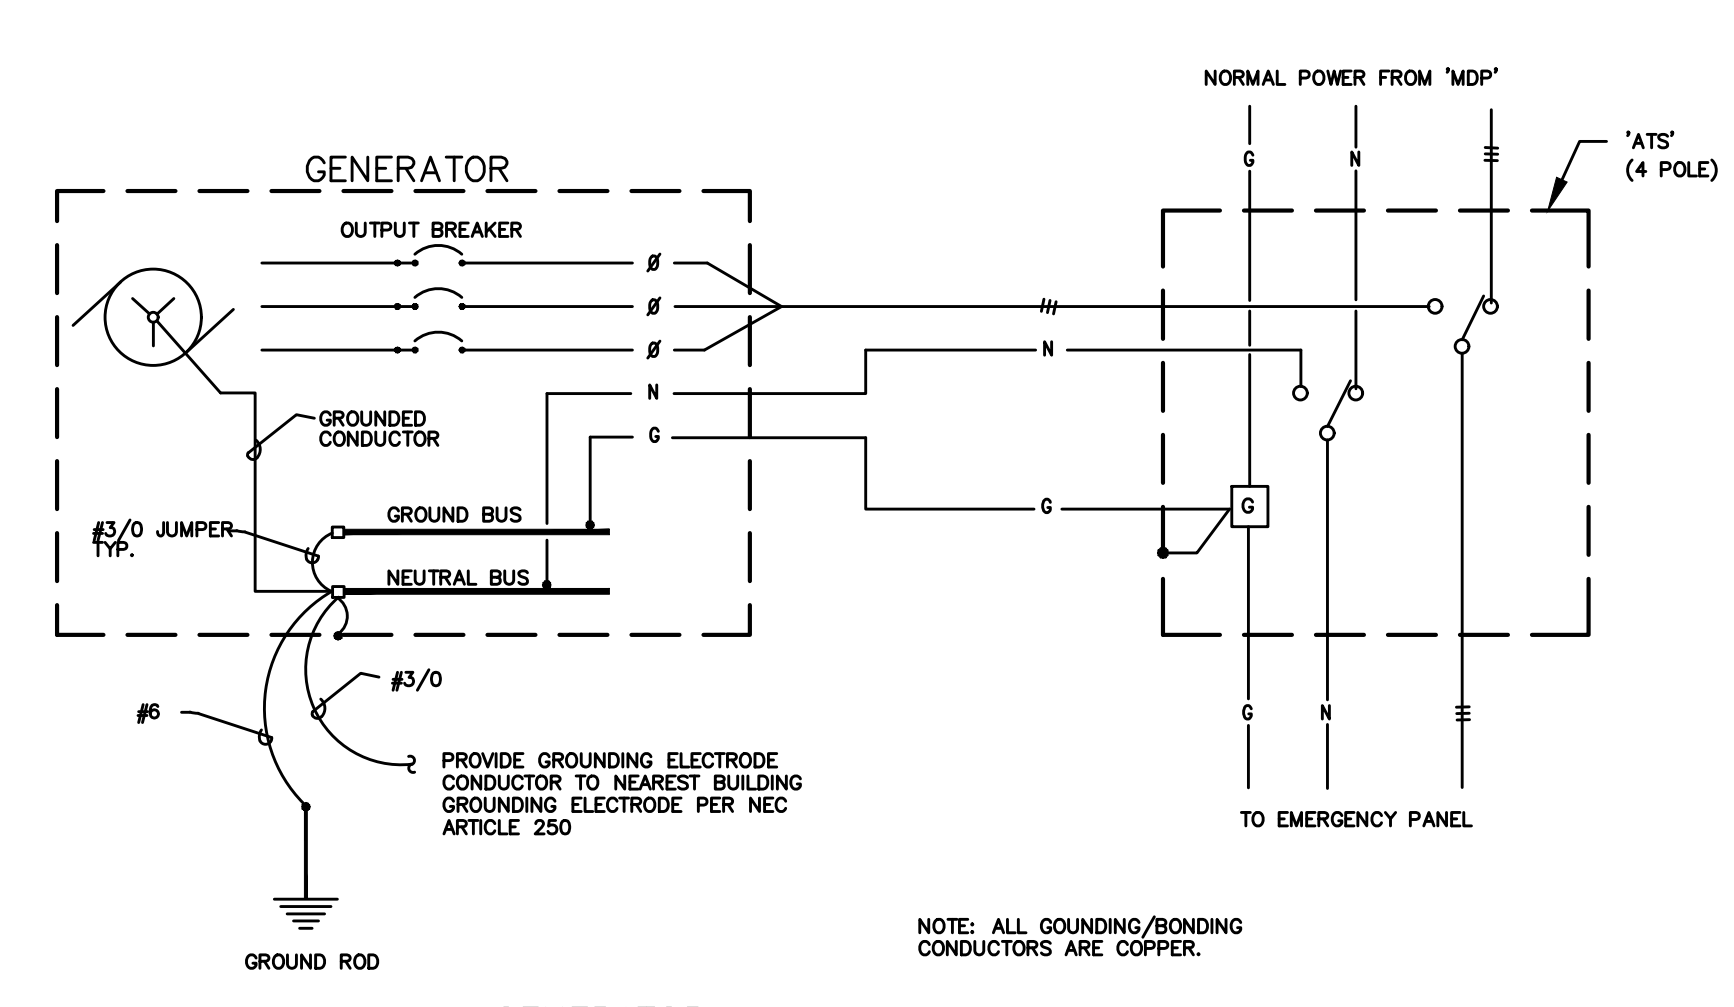 NORMAL POWER FROM 'MDP'
'ATS'
(4 POLE)
G
N
GENERATOR
OUTPUT BREAKER
Ø
Ø
Ø
N
N
G
GROUNDED
CONDUCTOR
G
G
GROUND BUS
#3/0 JUMPER
TYP.
NEUTRAL BUS
#3/0
#6
G
N
PROVIDE GROUNDING ELECTRODE
CONDUCTOR TO NEAREST BUILDING
GROUNDING ELECTRODE PER NEC
ARTICLE 250
TO EMERGENCY PANEL
NOTE: ALL GOUNDING/BONDING
CONDUCTORS ARE COPPER.
GROUND ROD